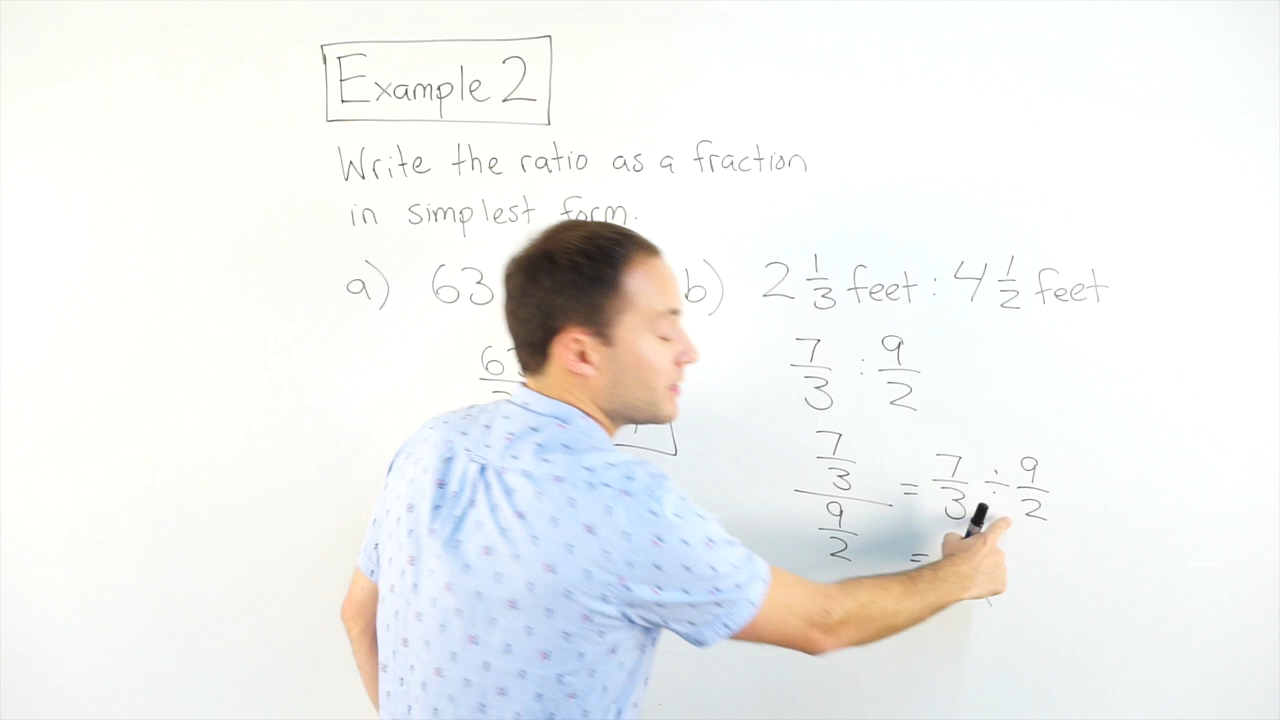 Example 2
Write the ratio as a fraction
in simplest form.
a) 63
b) 2 1/3 feet : 4 1/2 feet
7/3 : 9/2
7/3 / 9/2 = 7/3 ÷ 9/2
=